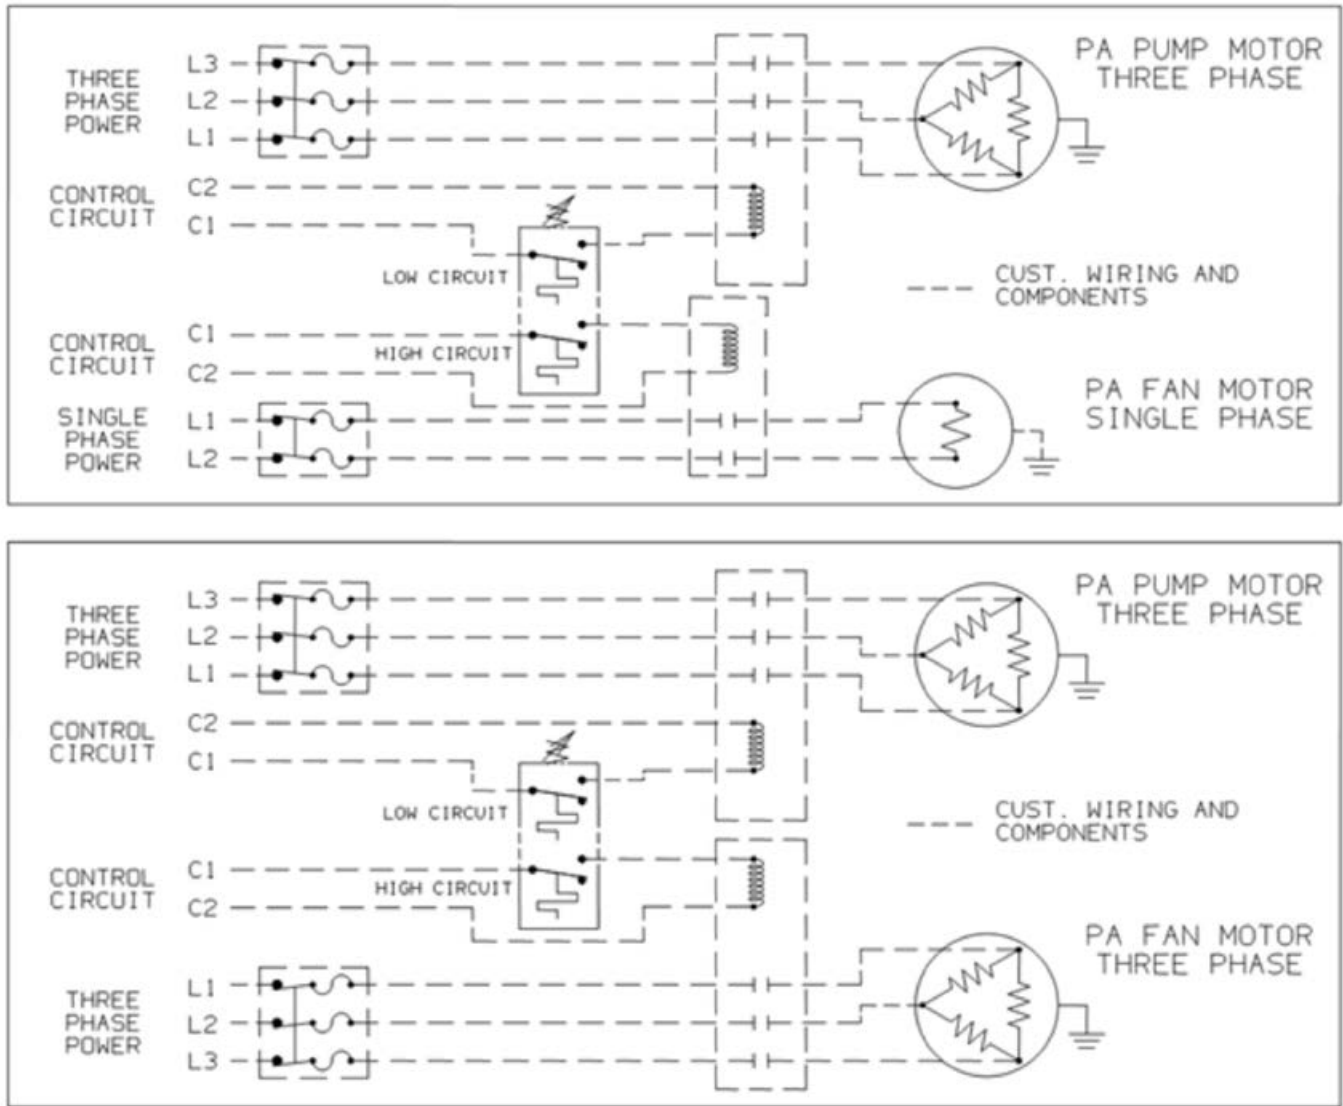 PA PUMP MOTOR
THREE PHASE
THREE
PHASE
POWER
L3
L2
L1
CONTROL
CIRCUIT
C2
C1
LOW CIRCUIT
CUST. WIRING AND
COMPONENTS
CONTROL
CIRCUIT
C1
C2
HIGH CIRCUIT
PA FAN MOTOR
SINGLE PHASE
SINGLE
PHASE
POWER
L1
L2
PA PUMP MOTOR
THREE PHASE
THREE
PHASE
POWER
L3
L2
L1
CONTROL
CIRCUIT
C2
C1
LOW CIRCUIT
CUST. WIRING AND
COMPONENTS
CONTROL
CIRCUIT
C1
C2
HIGH CIRCUIT
PA FAN MOTOR
THREE PHASE
THREE
PHASE
POWER
L1
L2
L3